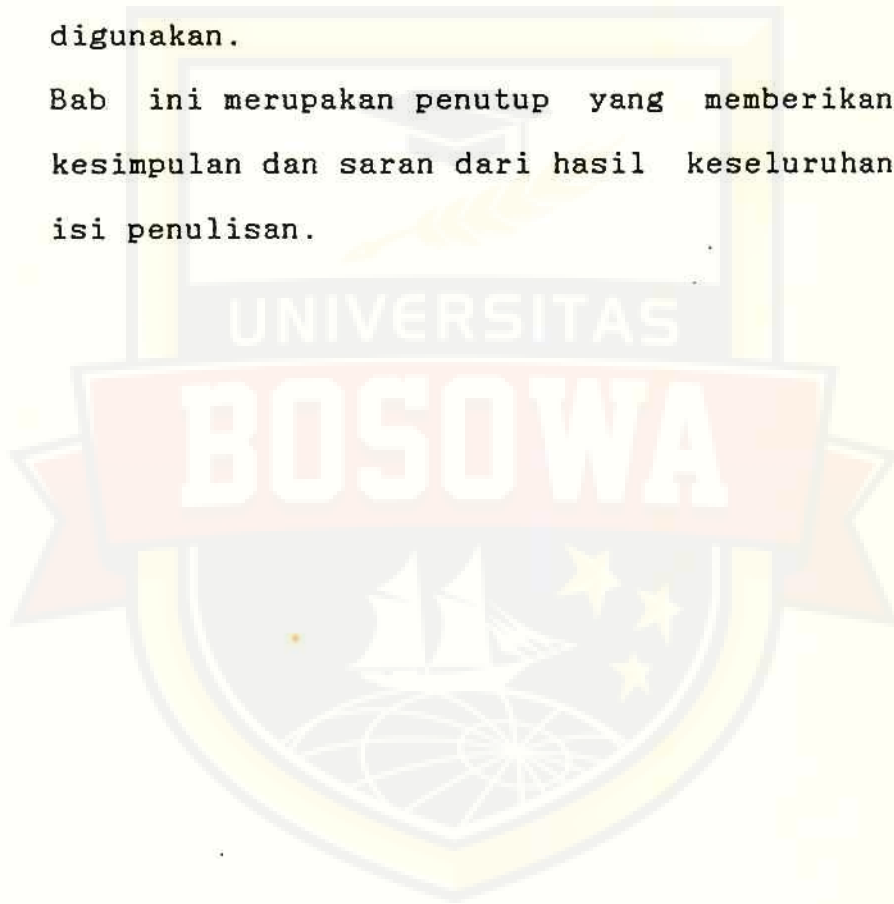 digunakan.
Bab ini merupakan penutup yang memberikan
kesimpulan dan saran dari hasil keseluruhan
isi penulisan.
UNIVERSITAS
BOSOWA